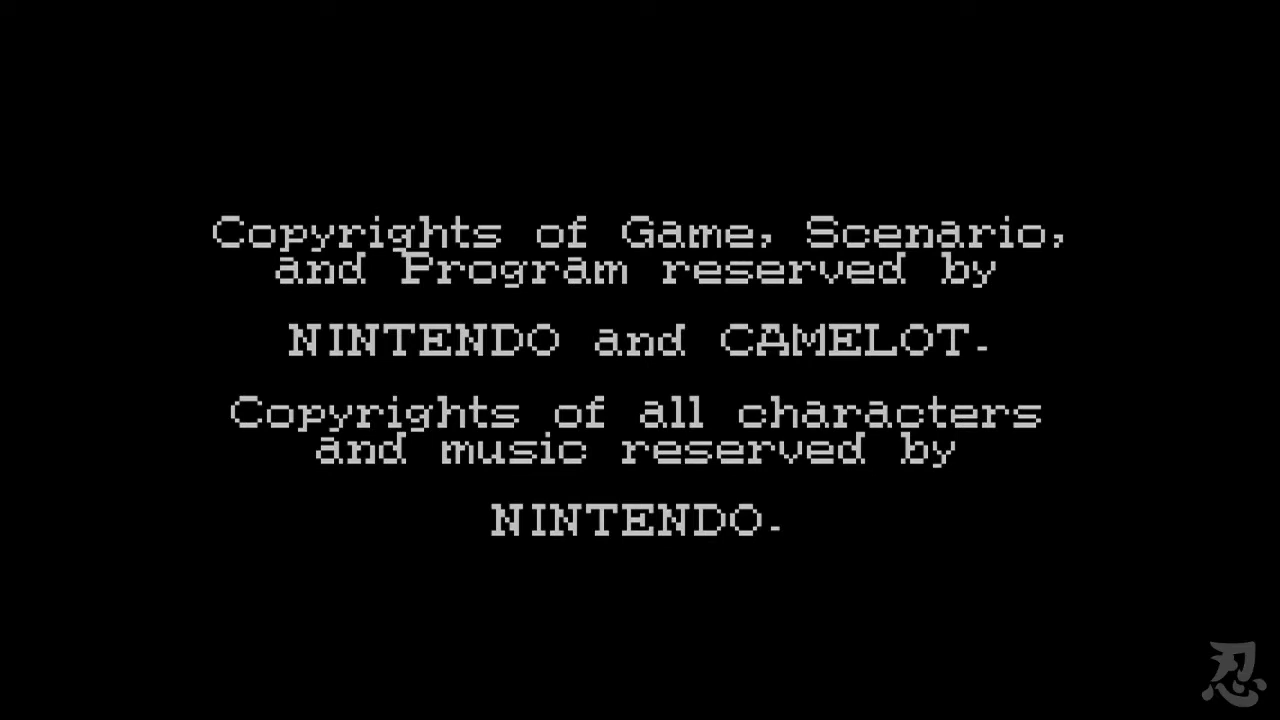 Copyrights of Game, Scenario,
and Program reserved by
NINTENDO and CAMELOT.
Copyrights of all characters
and music reserved by
NINTENDO.
忍